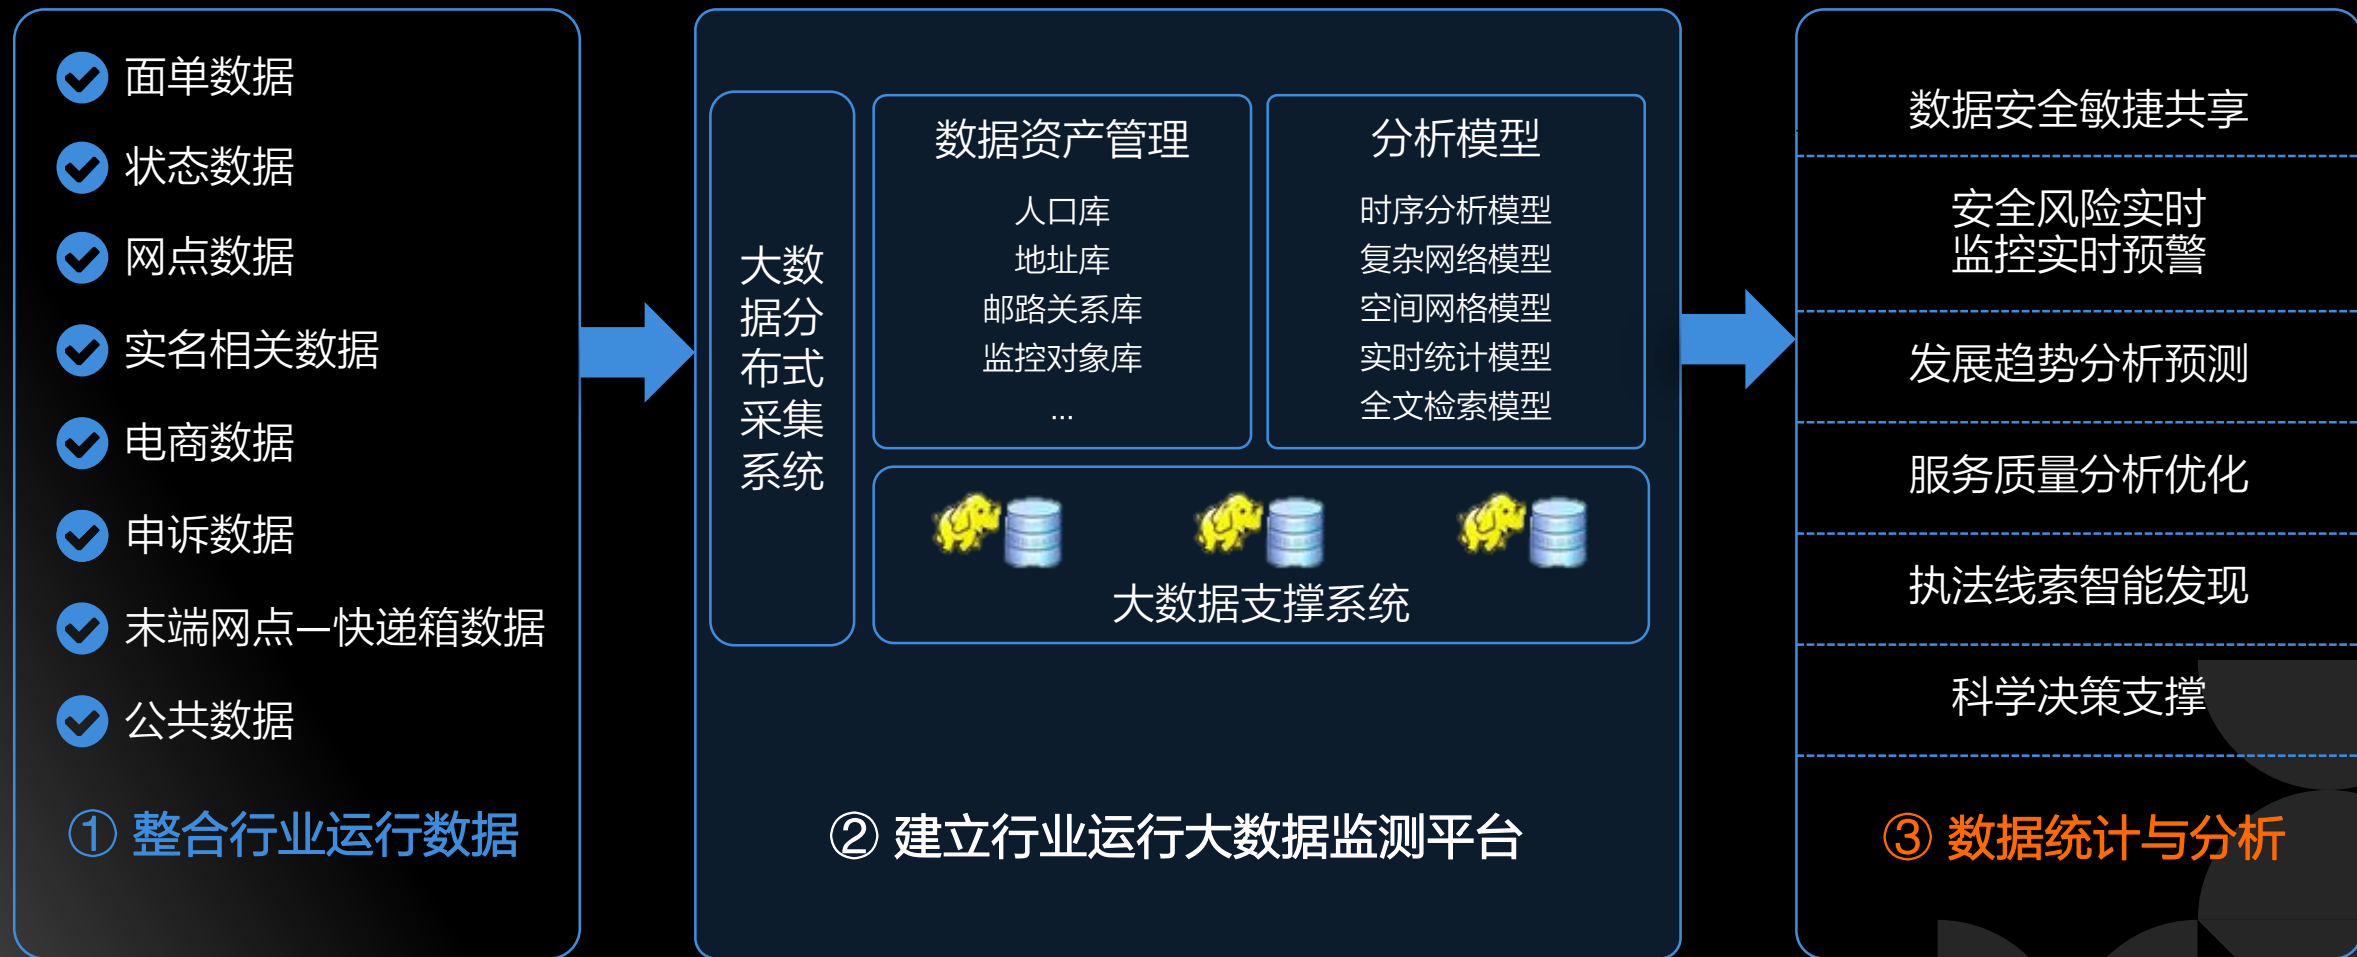 面单数据
状态数据
网点数据
实名相关数据
电商数据
申诉数据
末端网点—快递箱数据
公共数据
① 整合行业运行数据
大数
据分
布式
采集
系统
数据资产管理
人口库
地址库
邮路关系库
监控对象库
...
分析模型
时序分析模型
复杂网络模型
空间网格模型
实时统计模型
全文检索模型
大数据支撑系统
② 建立行业运行大数据监测平台
数据安全敏捷共享
安全风险实时
监控实时预警
发展趋势分析预测
服务质量分析优化
执法线索智能发现
科学决策支撑
③ 数据统计与分析